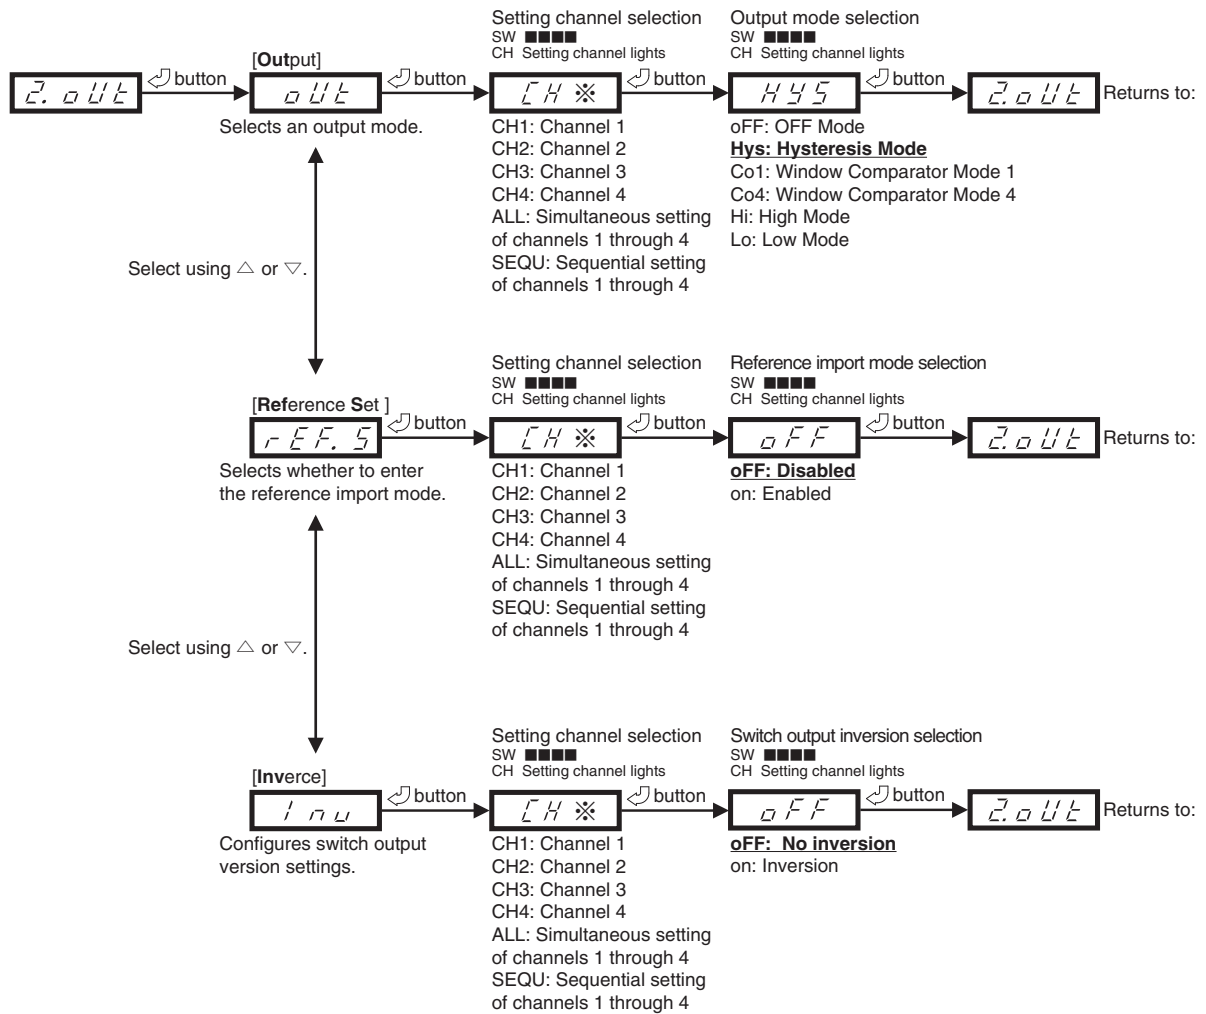 Setting channel selection
SW ■■■■
CH Setting channel lights
Output mode selection
SW ■■■■
CH Setting channel lights
[Output]
2. oUt
button
oUt
button
CH ※
button
HYS
button
2.oUt
Returns to:
Selects an output mode.
CH1: Channel 1
CH2: Channel 2
CH3: Channel 3
CH4: Channel 4
ALL: Simultaneous setting
of channels 1 through 4
SEQU: Sequential setting
of channels 1 through 4
oFF: OFF Mode
Hys: Hysteresis Mode
Co1: Window Comparator Mode 1
Co4: Window Comparator Mode 4
Hi: High Mode
Lo: Low Mode
Select using △ or ▽.
Setting channel selection
SW ■■■■
CH Setting channel lights
Reference import mode selection
SW ■■■■
CH Setting channel lights
[Reference Set ]
rEF. S
button
CH ※
button
oFF
button
2.oUt
Returns to:
Selects whether to enter
the reference import mode.
CH1: Channel 1
CH2: Channel 2
CH3: Channel 3
CH4: Channel 4
ALL: Simultaneous setting
of channels 1 through 4
SEQU: Sequential setting
of channels 1 through 4
oFF: Disabled
on: Enabled
Select using △ or ▽.
Setting channel selection
SW ■■■■
CH Setting channel lights
Switch output inversion selection
SW ■■■■
CH Setting channel lights
[Inverce]
Inv
button
CH ※
button
oFF
button
2.oUt
Returns to:
Configures switch output
version settings.
CH1: Channel 1
CH2: Channel 2
CH3: Channel 3
CH4: Channel 4
ALL: Simultaneous setting
of channels 1 through 4
SEQU: Sequential setting
of channels 1 through 4
oFF: No inversion
on: Inversion